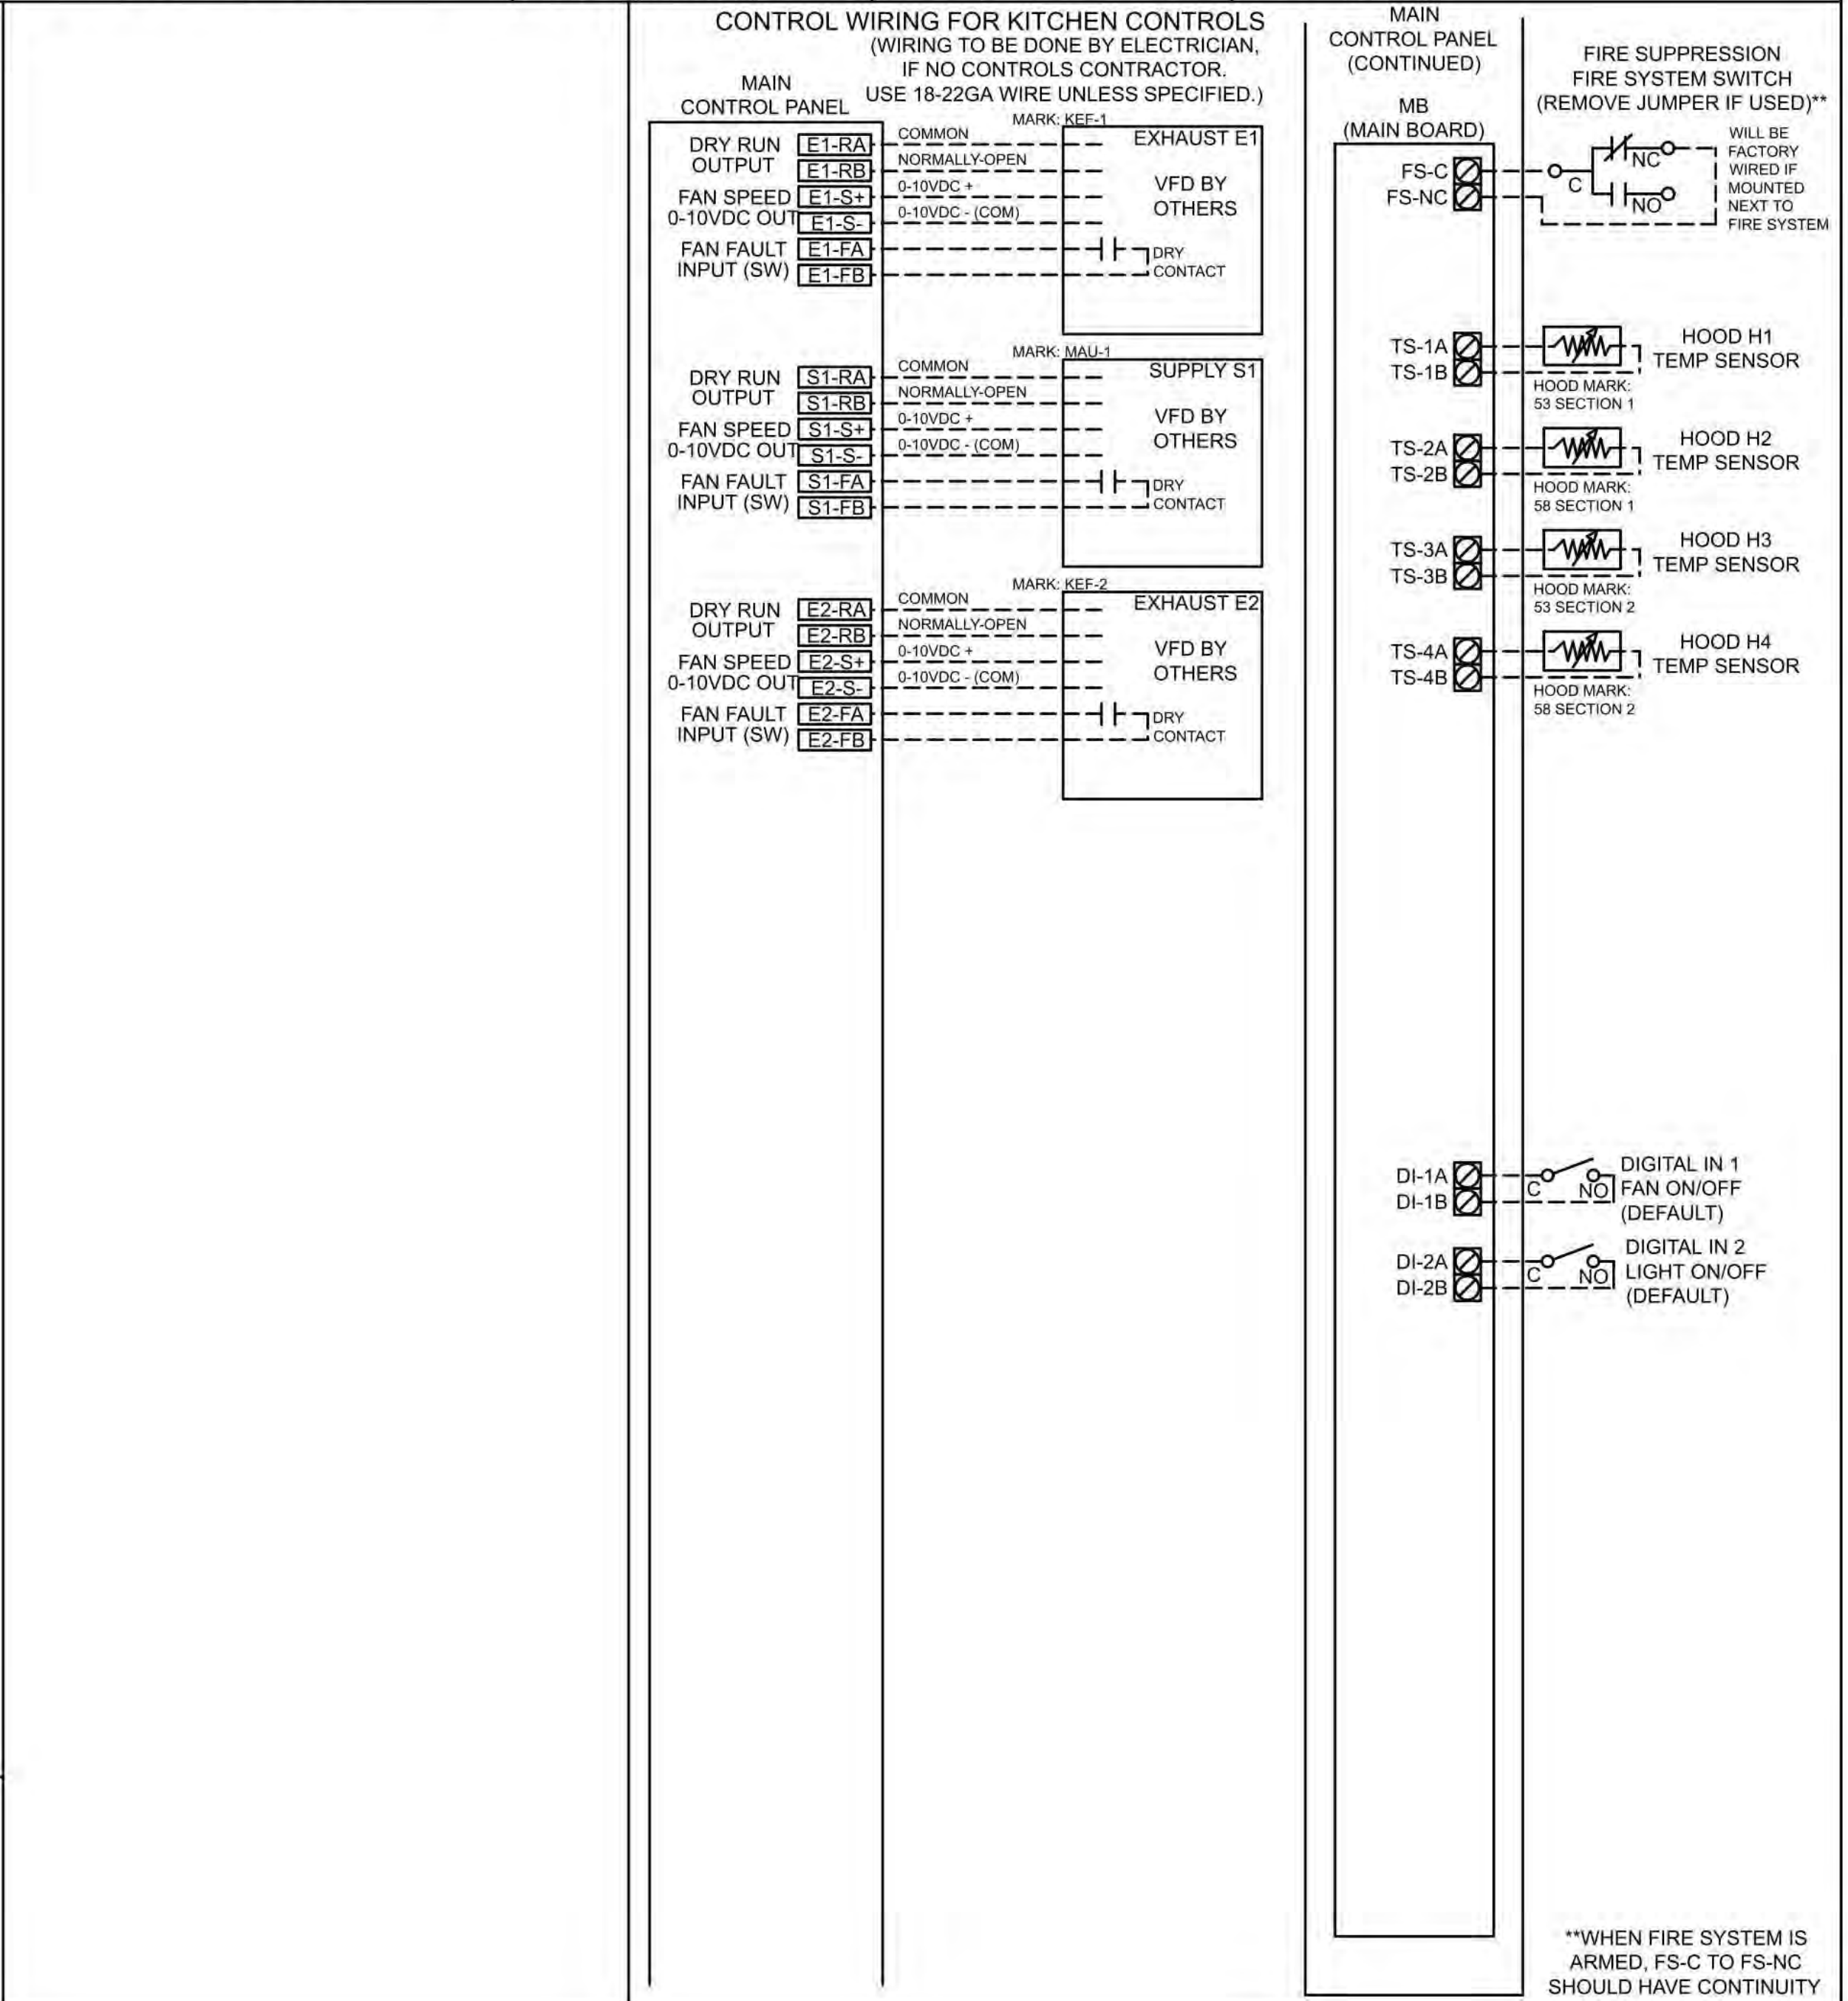 CONTROL WIRING FOR KITCHEN CONTROLS
(WIRING TO BE DONE BY ELECTRICIAN,
IF NO CONTROLS CONTRACTOR.
USE 18-22GA WIRE UNLESS SPECIFIED.)
MAIN
CONTROL PANEL
MARK: KEF-1
DRY RUN
OUTPUT
E1-RA
COMMON
E1-RB
NORMALLY-OPEN
FAN SPEED
0-10VDC OUT
E1-S+
0-10VDC +
E1-S-
0-10VDC - (COM)
FAN FAULT
INPUT (SW)
E1-FA
E1-FB
EXHAUST E1
VFD BY
OTHERS
DRY
CONTACT
MARK: MAU-1
DRY RUN
OUTPUT
S1-RA
COMMON
S1-RB
NORMALLY-OPEN
FAN SPEED
0-10VDC OUT
S1-S+
0-10VDC +
S1-S-
0-10VDC - (COM)
FAN FAULT
INPUT (SW)
S1-FA
S1-FB
SUPPLY S1
VFD BY
OTHERS
DRY
CONTACT
MARK: KEF-2
DRY RUN
OUTPUT
E2-RA
COMMON
E2-RB
NORMALLY-OPEN
FAN SPEED
0-10VDC OUT
E2-S+
0-10VDC +
E2-S-
0-10VDC - (COM)
FAN FAULT
INPUT (SW)
E2-FA
E2-FB
EXHAUST E2
VFD BY
OTHERS
DRY
CONTACT
MAIN
CONTROL PANEL
(CONTINUED)
MB
(MAIN BOARD)
FIRE SUPPRESSION
FIRE SYSTEM SWITCH
(REMOVE JUMPER IF USED)**
FS-C
FS-NC
C
NC
NO
WILL BE
FACTORY
WIRED IF
MOUNTED
NEXT TO
FIRE SYSTEM
TS-1A
TS-1B
HOOD H1
TEMP SENSOR
HOOD MARK:
53 SECTION 1
TS-2A
TS-2B
HOOD H2
TEMP SENSOR
HOOD MARK:
58 SECTION 1
TS-3A
TS-3B
HOOD H3
TEMP SENSOR
HOOD MARK:
53 SECTION 2
TS-4A
TS-4B
HOOD H4
TEMP SENSOR
HOOD MARK:
58 SECTION 2
DI-1A
DI-1B
C
NO
DIGITAL IN 1
FAN ON/OFF
(DEFAULT)
DI-2A
DI-2B
C
NO
DIGITAL IN 2
LIGHT ON/OFF
(DEFAULT)
**WHEN FIRE SYSTEM IS
ARMED, FS-C TO FS-NC
SHOULD HAVE CONTINUITY